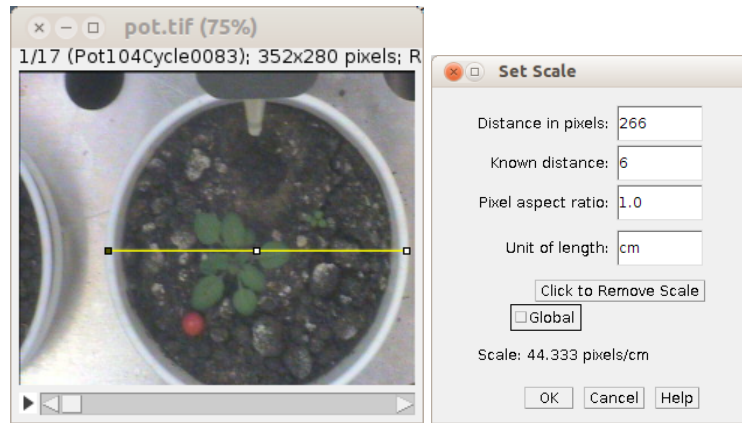 pot.tif (75%)
1/17 (Pot104Cycle0083); 352x280 pixels; R
Set Scale
Distance in pixels: 266
Known distance: 6
Pixel aspect ratio: 1.0
Unit of length: cm
Click to Remove Scale
Global
Scale: 44.333 pixels/cm
OK Cancel Help